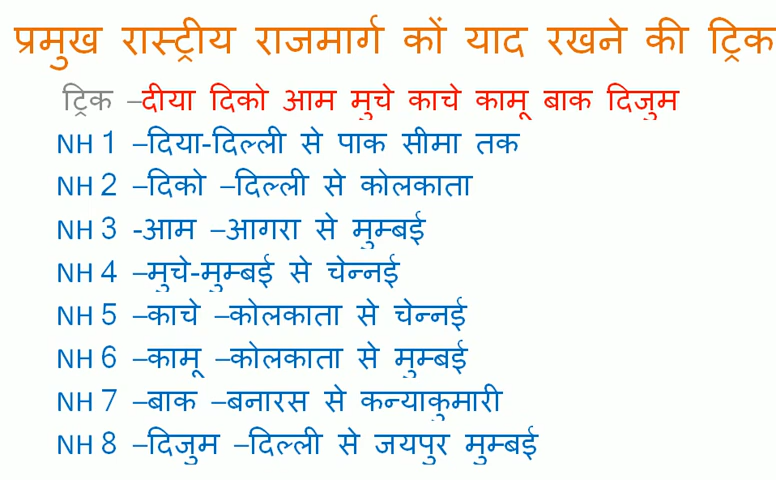 प्रमुख रास्ट्रीय राजमार्ग कों याद रखने की ट्रिक
ट्रिक –दीया दिको आम मुचे काचे कामू बाक दिजुम
NH 1 –दिया-दिल्ली से पाक सीमा तक
NH 2 –दिको –दिल्ली से कोलकाता
NH 3 -आम –आगरा से मुम्बई
NH 4 –मुचे-मुम्बई से चेन्नई
NH 5 –काचे –कोलकाता से चेन्नई
NH 6 –कामू –कोलकाता से मुम्बई
NH 7 –बाक –बनारस से कन्याकुमारी
NH 8 –दिजुम –दिल्ली से जयपुर मुम्बई